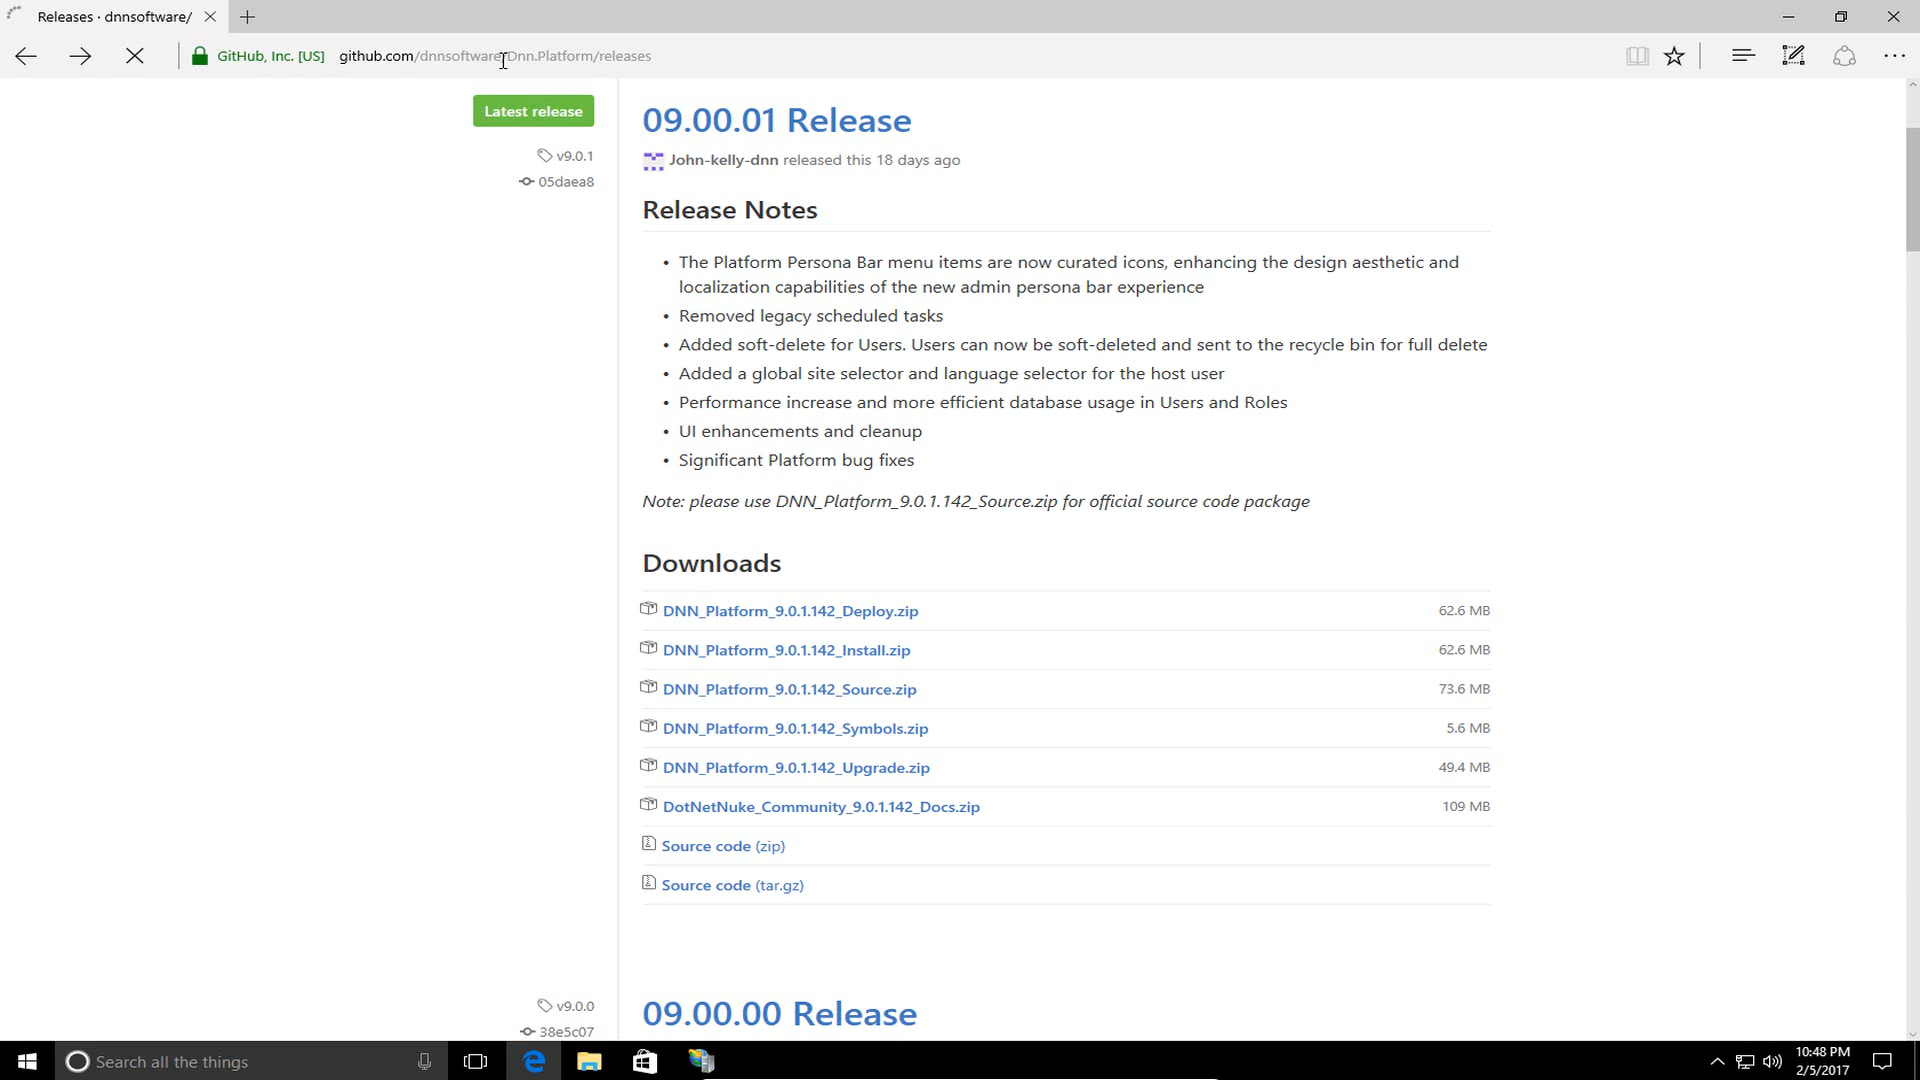 Releases · dnnsoftware/
GitHub, Inc. [US] github.com/dnnsoftware/Dnn.Platform/releases
Latest release
v9.0.1
05daea8
09.00.01 Release
John-kelly-dnn released this 18 days ago
Release Notes
• The Platform Persona Bar menu items are now curated icons, enhancing the design aesthetic and
localization capabilities of the new admin persona bar experience
• Removed legacy scheduled tasks
• Added soft-delete for Users. Users can now be soft-deleted and sent to the recycle bin for full delete
• Added a global site selector and language selector for the host user
• Performance increase and more efficient database usage in Users and Roles
• UI enhancements and cleanup
• Significant Platform bug fixes
Note: please use DNN_Platform_9.0.1.142_Source.zip for official source code package
Downloads
DNN_Platform_9.0.1.142_Deploy.zip 62.6 MB
DNN_Platform_9.0.1.142_Install.zip 62.6 MB
DNN_Platform_9.0.1.142_Source.zip 73.6 MB
DNN_Platform_9.0.1.142_Symbols.zip 5.6 MB
DNN_Platform_9.0.1.142_Upgrade.zip 49.4 MB
DotNetNuke_Community_9.0.1.142_Docs.zip 109 MB
Source code (zip)
Source code (tar.gz)
v9.0.0
38e5c07
09.00.00 Release
Search all the things
10:48 PM
2/5/2017